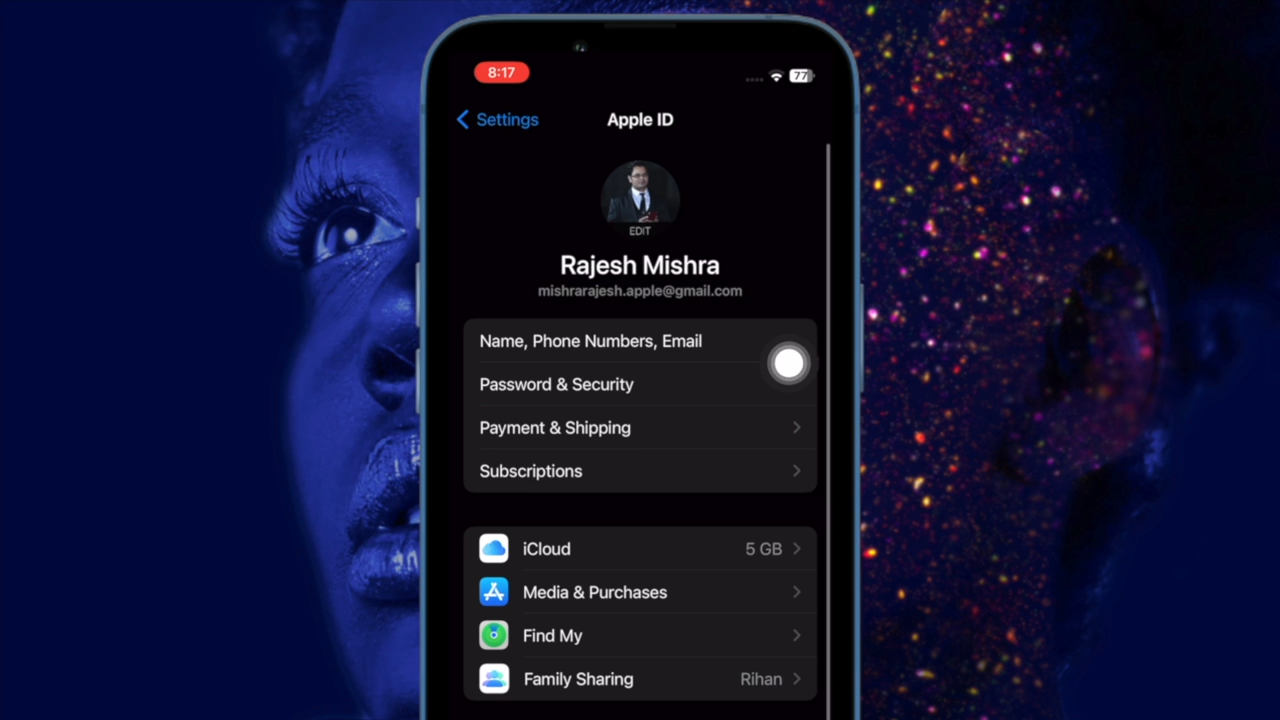 8:17
77
Settings
Apple ID
EDIT
Rajesh Mishra
mishrarajesh.apple@gmail.com
Name, Phone Numbers, Email
Password & Security
Payment & Shipping
Subscriptions
iCloud 5 GB
Media & Purchases
Find My
Family Sharing Rihan